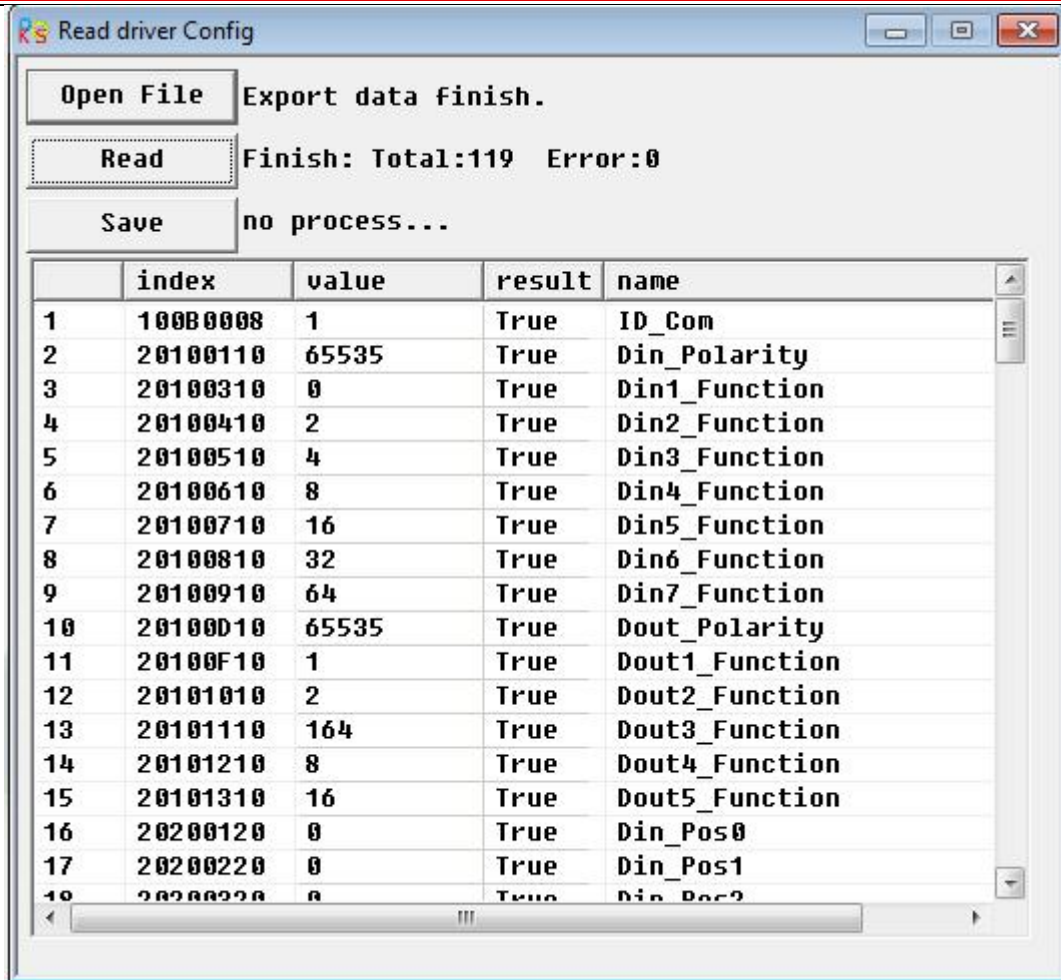 Read driver Config
Open File Export data finish.
Read Finish: Total:119 Error:0
Save no process...
index value result name
1 100B0008 1 True ID_Com
2 20100110 65535 True Din_Polarity
3 20100310 0 True Din1_Function
4 20100410 2 True Din2_Function
5 20100510 4 True Din3_Function
6 20100610 8 True Din4_Function
7 20100710 16 True Din5_Function
8 20100810 32 True Din6_Function
9 20100910 64 True Din7_Function
10 20100D10 65535 True Dout_Polarity
11 20100F10 1 True Dout1_Function
12 20101010 2 True Dout2_Function
13 20101110 164 True Dout3_Function
14 20101210 8 True Dout4_Function
15 20101310 16 True Dout5_Function
16 20200120 0 True Din_Pos0
17 20200220 0 True Din_Pos1
18 20200320 0 True Din_Pos2